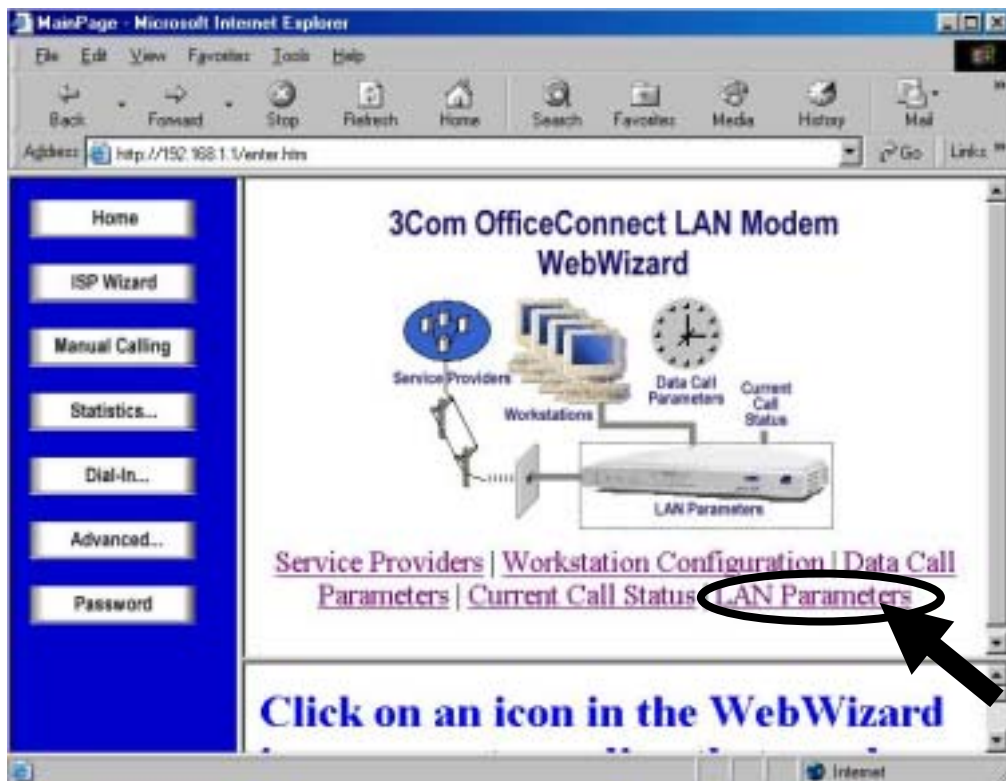 MainPage - Microsoft Internet Explorer
File Edit View Favorites Tools Help
Back Forward Stop Refresh Home Search Favorites Media History Mail
Address http://192.168.1.1/enter.htm Go Links »
Home
ISP Wizard
Manual Calling
Statistics...
Dial-In...
Advanced...
Password
3Com OfficeConnect LAN Modem
WebWizard
Service Providers
Workstations
Data Call
Parameters
Current
Call
Status
LAN Parameters
Service Providers | Workstation Configuration | Data Call
Parameters | Current Call Status | LAN Parameters
Click on an icon in the WebWizard
Internet